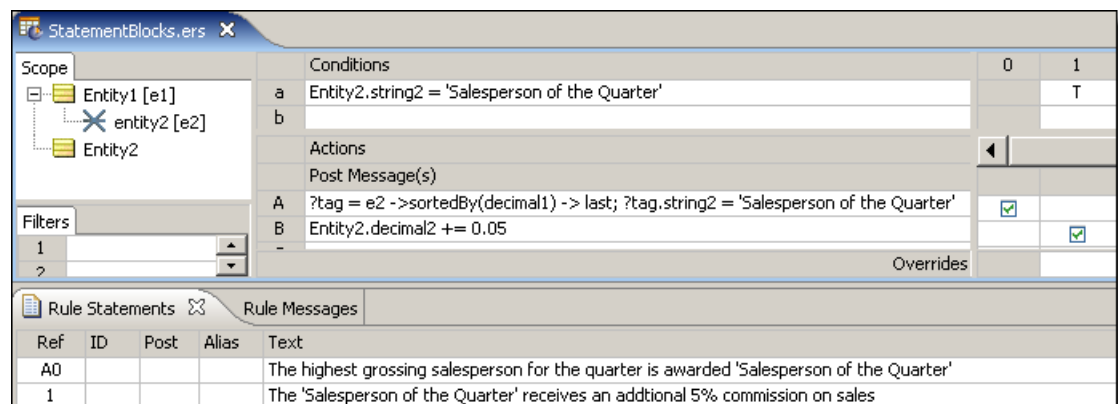 StatementBlocks.ers
Scope
Entity1 [e1]
entity2 [e2]
Entity2
Filters
1
2
Conditions 0 1
a Entity2.string2 = 'Salesperson of the Quarter' T
b
Actions
Post Message(s)
A ?tag = e2 ->sortedBy(decimal1) -> last; ?tag.string2 = 'Salesperson of the Quarter'
B Entity2.decimal2 += 0.05
Overrides
Rule Statements Rule Messages
Ref ID Post Alias Text
A0 The highest grossing salesperson for the quarter is awarded 'Salesperson of the Quarter'
1 The 'Salesperson of the Quarter' receives an addtional 5% commission on sales